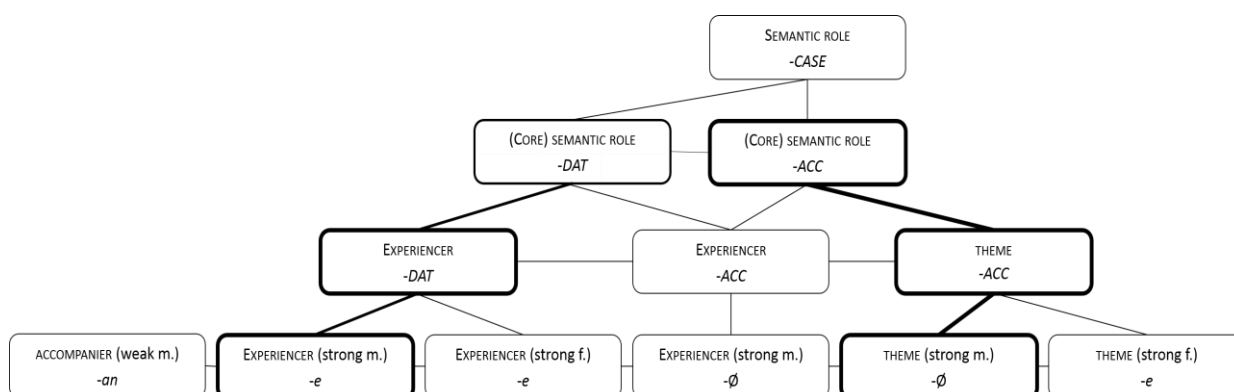 SEMANTIC ROLE
-CASE
(CORE) SEMANTIC ROLE
-DAT
(CORE) SEMANTIC ROLE
-ACC
EXPERIENCER
-DAT
EXPERIENCER
-ACC
THEME
-ACC
ACCOMPANIER (weak m.)
-an
EXPERIENCER (strong m.)
-e
EXPERIENCER (strong f.)
-e
EXPERIENCER (strong m.)
-Ø
THEME (strong m.)
-Ø
THEME (strong f.)
-e